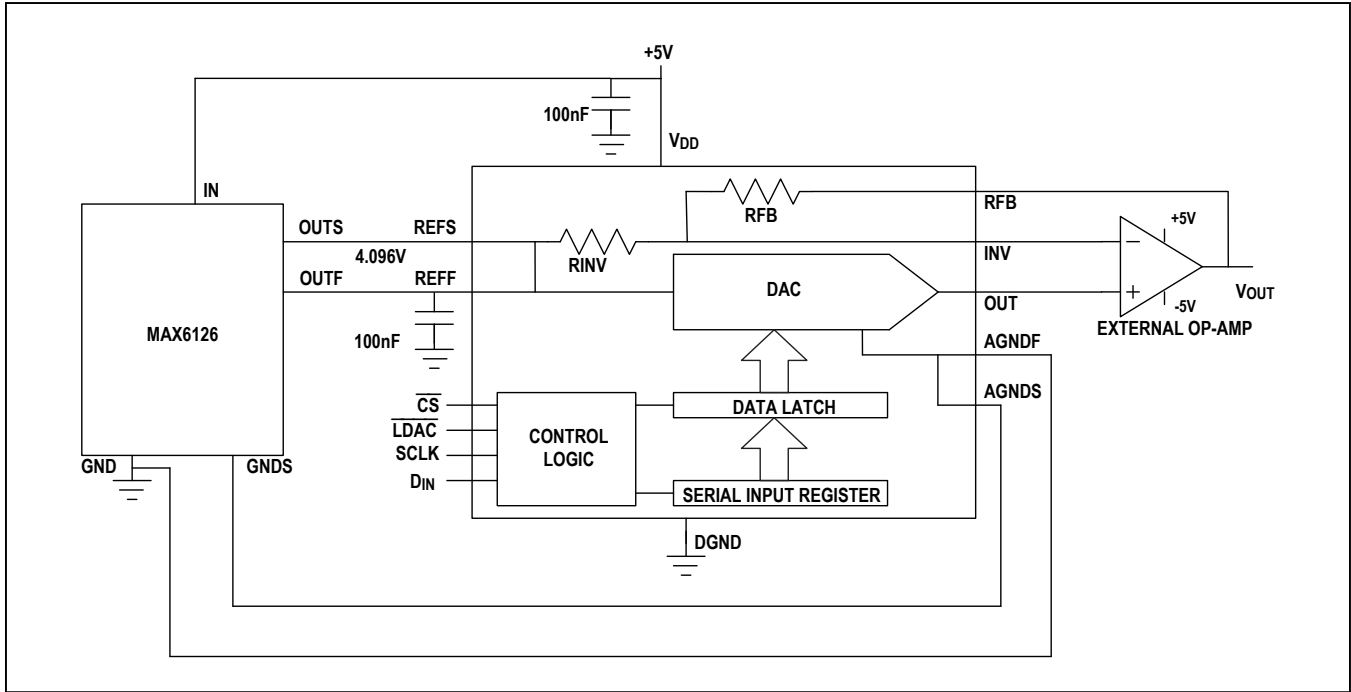 +5V
100nF
VDD
IN
RFB
RFB
OUTS
REFS
+5V
4.096V
RINV
INV
−
OUTF
REFF
DAC
+
OUT
VOUT
-5V
MAX6126
100nF
EXTERNAL OP-AMP
AGNDF
CS
DATA LATCH
AGNDS
LDAC
CONTROL
LOGIC
SCLK
GND
GNDS
DIN
SERIAL INPUT REGISTER
DGND